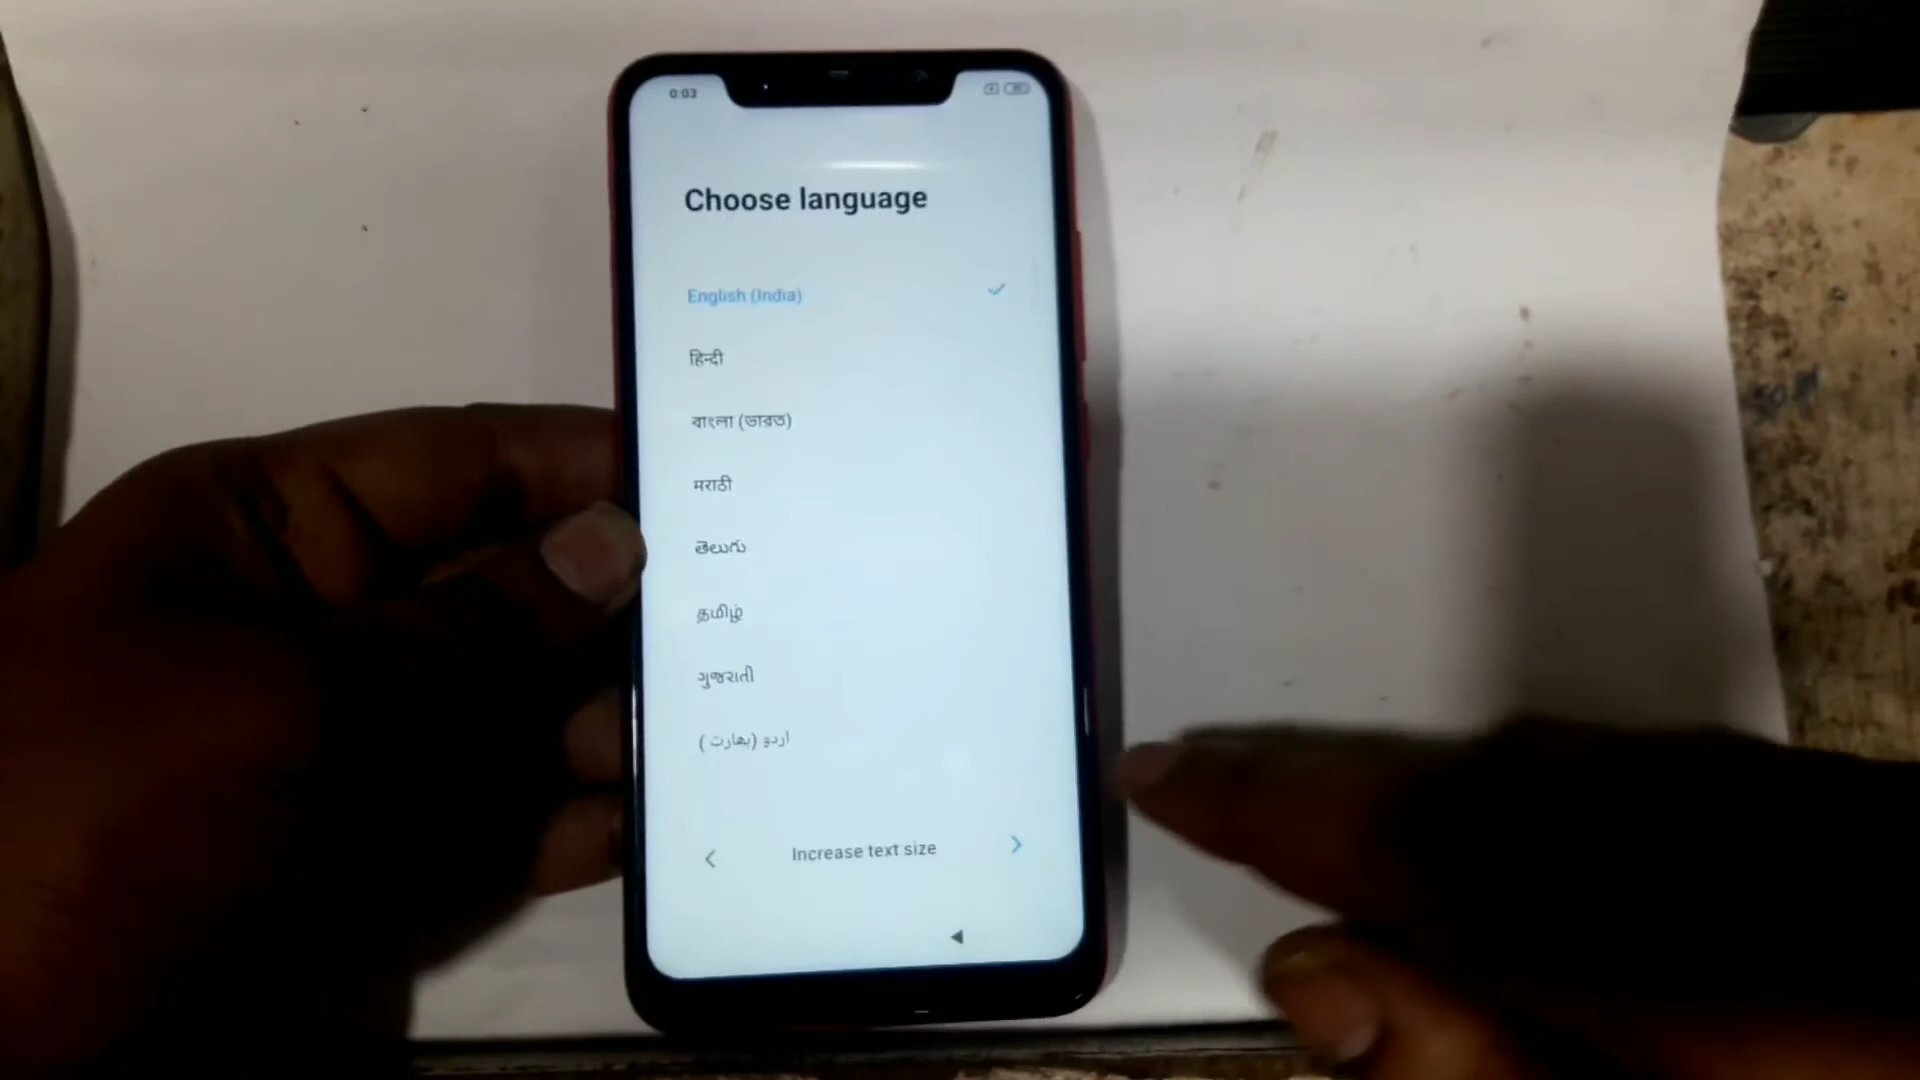 0:03
Choose language
English (India)
हिन्दी
বাংলা (ভারত)
मराठी
తెలుగు
தமிழ்
ગુજરાતી
اردو (بھارت )
Increase text size